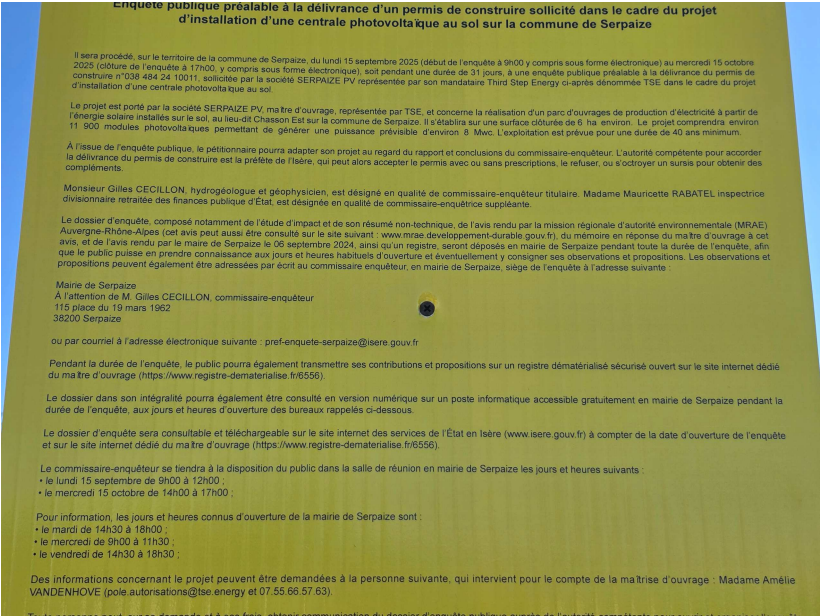 Enquête publique préalable à la délivrance d'un permis de construire sollicité dans le cadre du projet
d'installation d'une centrale photovoltaïque au sol sur la commune de Serpaize
Il sera procédé, sur le territoire de la commune de Serpaize, du lundi 15 septembre 2025 (début de l'enquête à 9h00 y compris sous forme électronique) au mercredi 15 octobre
2025 (clôture de l'enquête à 17h00, y compris sous forme électronique), soit pendant une durée de 31 jours, à une enquête publique préalable à la délivrance du permis de
construire n°038 484 24 10011, sollicitée par la société SERPAIZE PV représentée par son mandataire Third Step Energy ci-après dénommée TSE dans le cadre du projet
d'installation d'une centrale photovoltaïque au sol.
Le projet est porté par la société SERPAIZE PV, maître d'ouvrage, représentée par TSE, et concerne la réalisation d'un parc d'ouvrages de production d'électricité à partir de
l'énergie solaire installés sur le sol, au lieu-dit Chasson Est sur la commune de Serpaize. Il s'établira sur une surface clôturée de 6 ha environ. Le projet comprendra environ
11 900 modules photovoltaïques permettant de générer une puissance prévisible d'environ 8 Mwc. L'exploitation est prévue pour une durée de 40 ans minimum.
À l'issue de l'enquête publique, le pétitionnaire pourra adapter son projet au regard du rapport et conclusions du commissaire-enquêteur. L'autorité compétente pour accorder
la délivrance du permis de construire est la préfète de l'Isère, qui peut alors accepter le permis avec ou sans prescriptions, le refuser, ou s'octroyer un sursis pour obtenir des
compléments.
Monsieur Gilles CECILLON, hydrogéologue et géophysicien, est désigné en qualité de commissaire-enquêteur titulaire. Madame Mauricette RABATEL inspectrice
divisionnaire retraitée des finances publique d'État, est désignée en qualité de commissaire-enquêtrice suppléante.
Le dossier d'enquête, composé notamment de l'étude d'impact et de son résumé non-technique, de l'avis rendu par la mission régionale d'autorité environnementale (MRAE)
Auvergne-Rhône-Alpes (cet avis peut aussi être consulté sur le site suivant : www.mrae.developpement-durable.gouv.fr), du mémoire en réponse du maître d'ouvrage à cet
avis, et de l'avis rendu par le maire de Serpaize le 06 septembre 2024, ainsi qu'un registre, seront déposés en mairie de Serpaize pendant toute la durée de l'enquête, afin
que le public puisse en prendre connaissance aux jours et heures habituels d'ouverture et éventuellement y consigner ses observations et propositions. Les observations et
propositions peuvent également être adressées par écrit au commissaire enquêteur, en mairie de Serpaize, siège de l'enquête à l'adresse suivante :
Mairie de Serpaize
À l'attention de M. Gilles CECILLON, commissaire-enquêteur
115 place du 19 mars 1962
38200 Serpaize
ou par courriel à l'adresse électronique suivante : pref-enquete-serpaize@isere.gouv.fr
Pendant la durée de l'enquête, le public pourra également transmettre ses contributions et propositions sur un registre dématérialisé sécurisé ouvert sur le site internet dédié
du maître d'ouvrage (https://www.registre-dematerialise.fr/6556).
Le dossier dans son intégralité pourra également être consulté en version numérique sur un poste informatique accessible gratuitement en mairie de Serpaize pendant la
durée de l'enquête, aux jours et heures d'ouverture des bureaux rappelés ci-dessous.
Le dossier d'enquête sera consultable et téléchargeable sur le site internet des services de l'État en Isère (www.isere.gouv.fr) à compter de la date d'ouverture de l'enquête
et sur le site internet dédié du maître d'ouvrage (https://www.registre-dematerialise.fr/6556).
Le commissaire-enquêteur se tiendra à la disposition du public dans la salle de réunion en mairie de Serpaize les jours et heures suivants :
• le lundi 15 septembre de 9h00 à 12h00 ;
• le mercredi 15 octobre de 14h00 à 17h00 ;
Pour information, les jours et heures connus d'ouverture de la mairie de Serpaize sont :
• le mardi de 14h30 à 18h00 ;
• le mercredi de 9h00 à 11h30 ;
• le vendredi de 14h30 à 18h30 ;
Des informations concernant le projet peuvent être demandées à la personne suivante, qui intervient pour le compte de la maîtrise d'ouvrage : Madame Amélie
VANDENHOVE (pole.autorisations@tse.energy et 07.55.66.57.63).